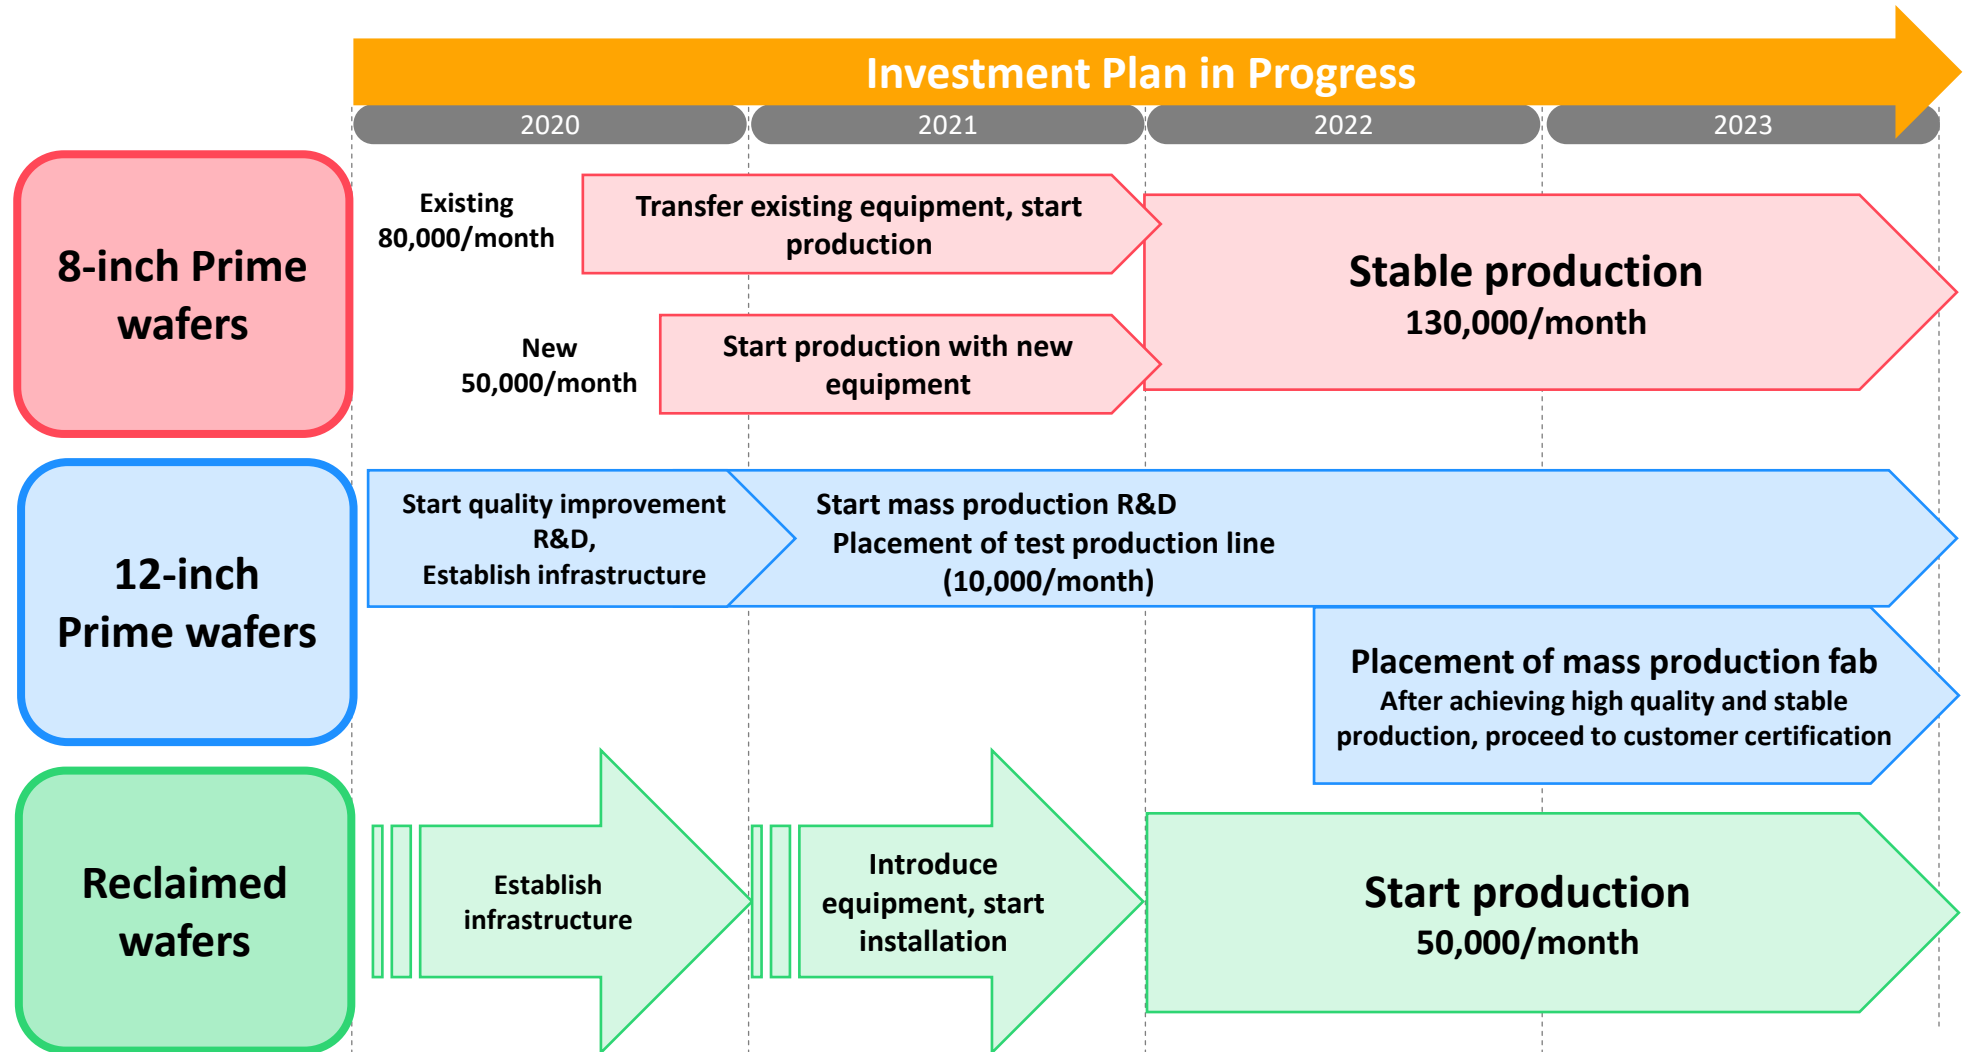 Investment Plan in Progress
2020
2021
2022
2023
8-inch Prime
wafers
Existing
80,000/month
Transfer existing equipment, start
production
New
50,000/month
Start production with new
equipment
Stable production
130,000/month
12-inch
Prime wafers
Start quality improvement
R&D,
Establish infrastructure
Start mass production R&D
Placement of test production line
(10,000/month)
Placement of mass production fab
After achieving high quality and stable
production, proceed to customer certification
Reclaimed
wafers
Establish
infrastructure
Introduce
equipment, start
installation
Start production
50,000/month